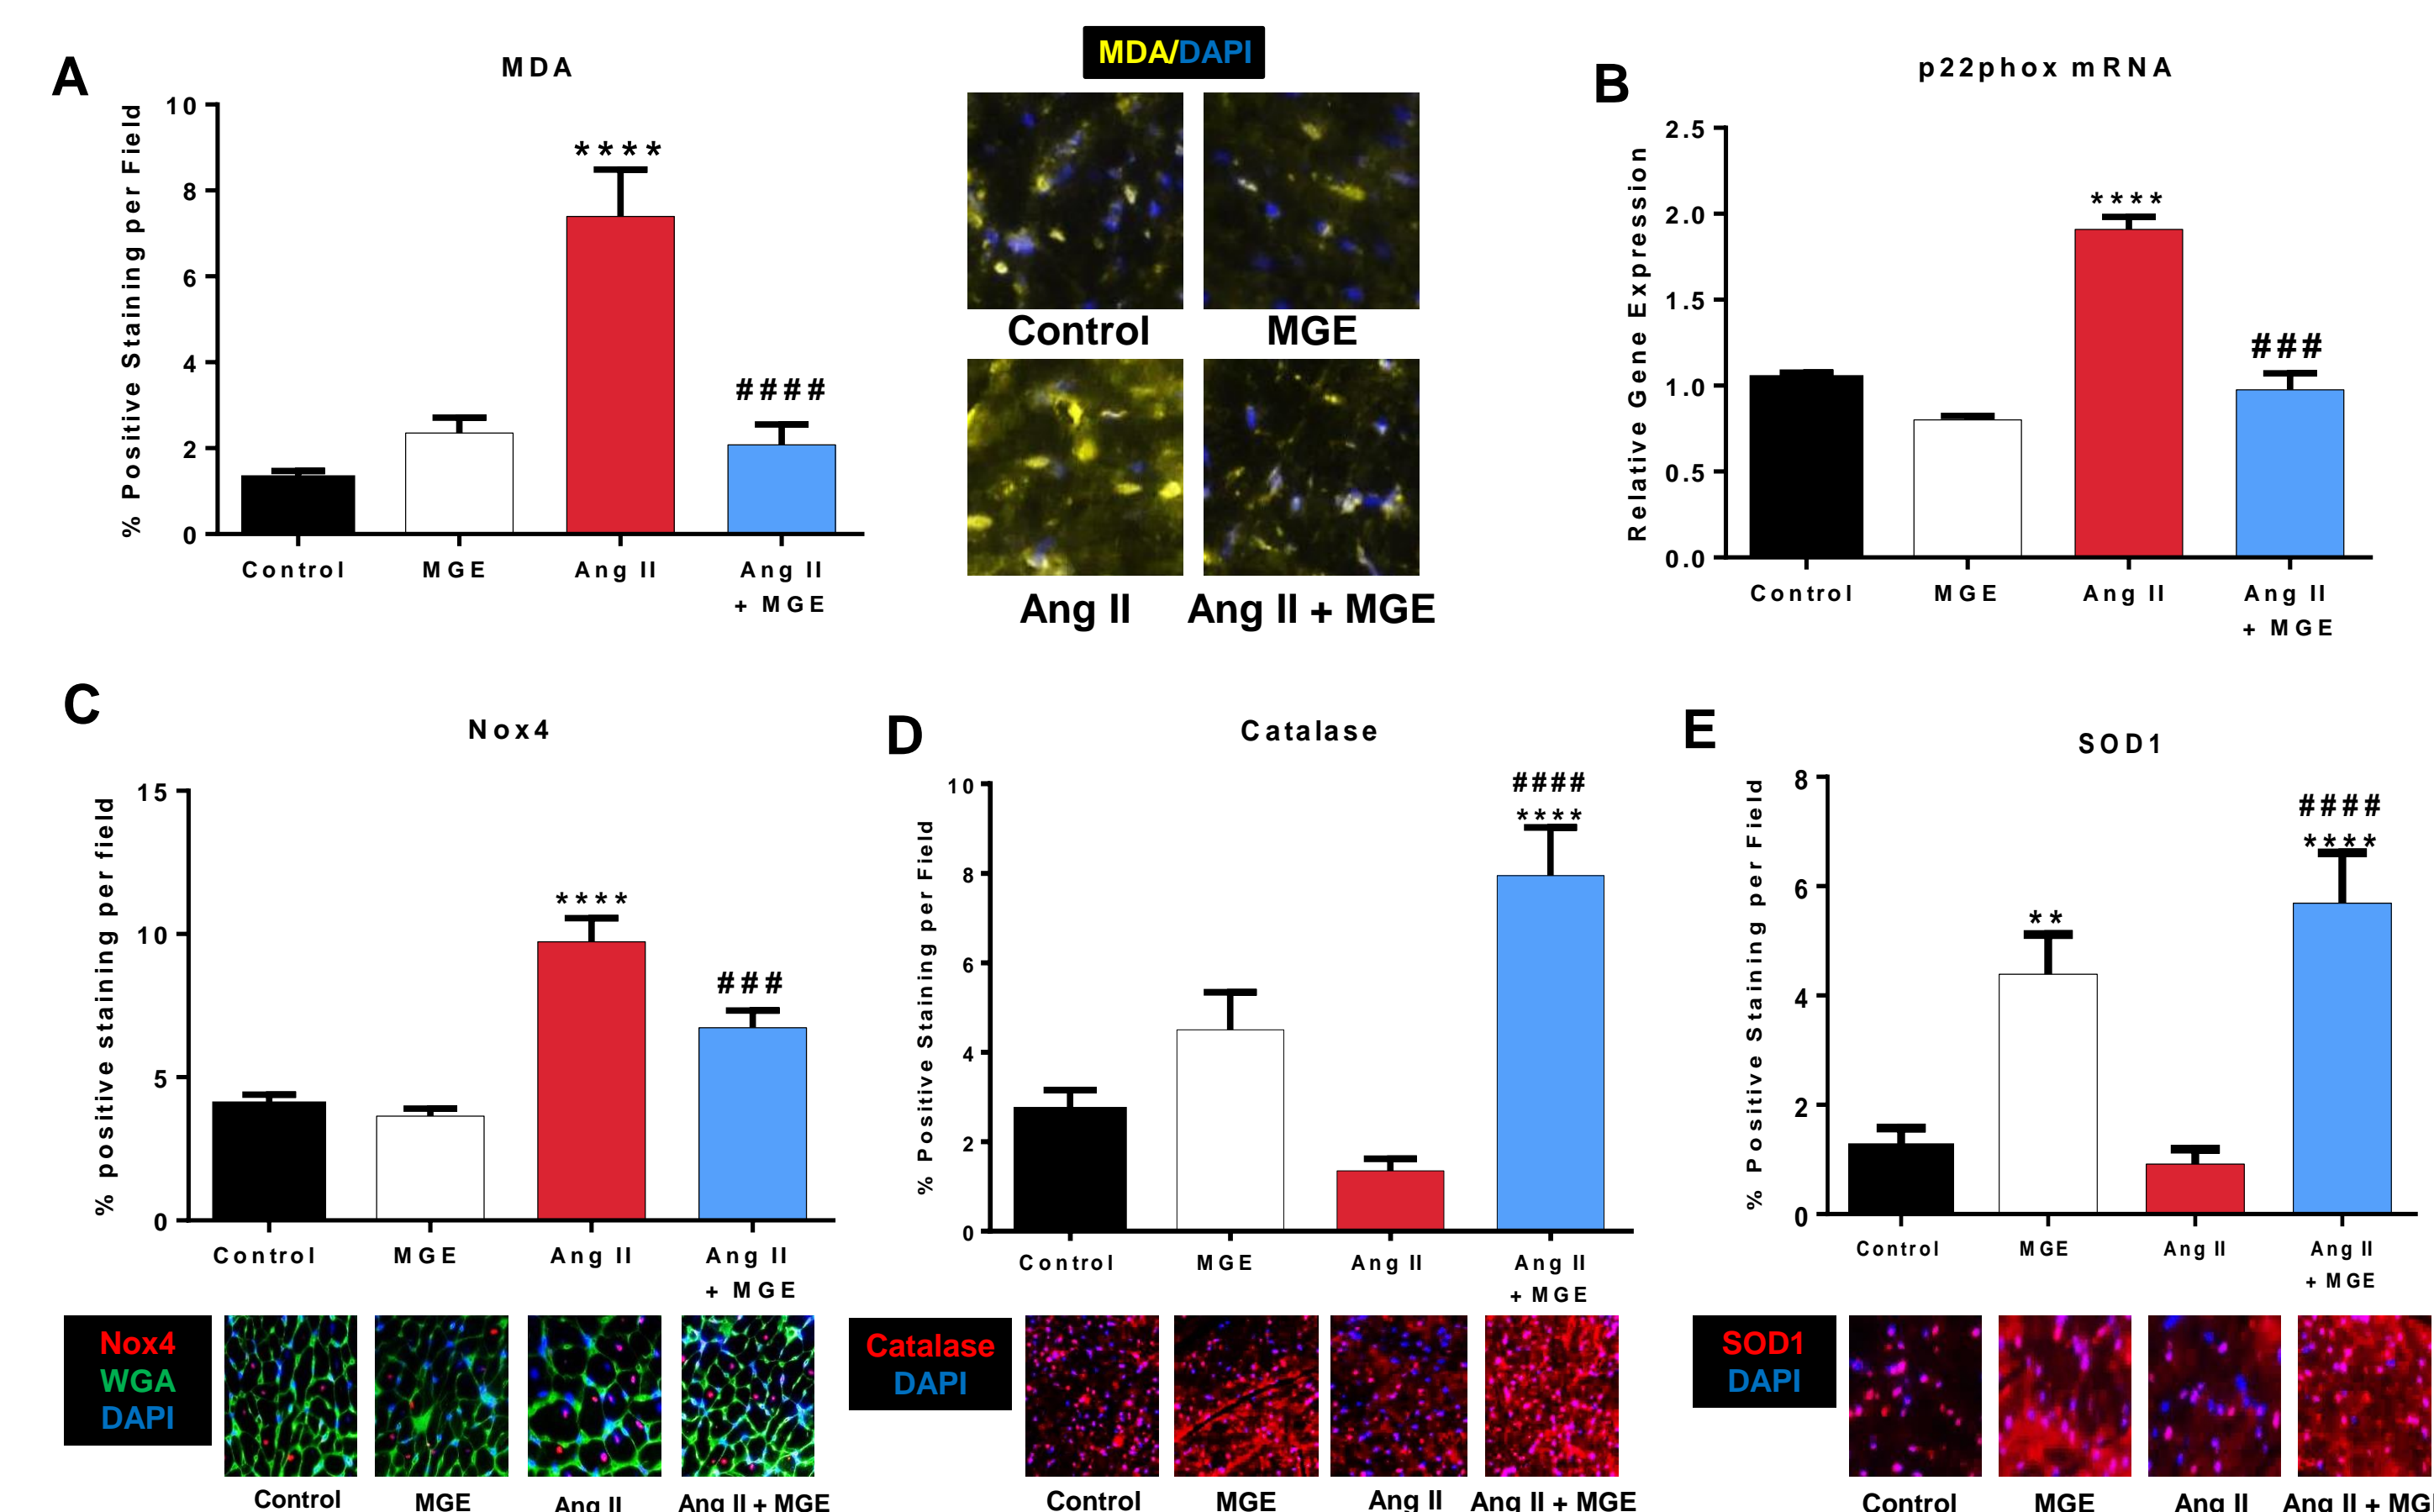 A
MDA
% Positive Staining per Field
10
8
6
4
2
0
****
####
Control
MGE
Ang II
Ang II
+ MGE
MDA/DAPI
Control
MGE
Ang II
Ang II + MGE
B
p22phox mRNA
Relative Gene Expression
2.5
2.0
1.5
1.0
0.5
0.0
****
###
Control
MGE
Ang II
Ang II
+ MGE
C
Nox4
% positive staining per field
15
10
5
0
****
###
Control
MGE
Ang II
Ang II
+ MGE
Nox4
WGA
DAPI
Control
MGE
Ang II
Ang II + MGE
D
Catalase
% Positive Staining per Field
10
8
6
4
2
0
####
****
Control
MGE
Ang II
Ang II
+ MGE
Catalase
DAPI
Control
MGE
Ang II
Ang II + MGE
E
SOD1
% Positive Staining per Field
8
6
4
2
0
**
####
****
Control
MGE
Ang II
Ang II
+ MGE
SOD1
DAPI
Control
MGE
Ang II
Ang II + MG